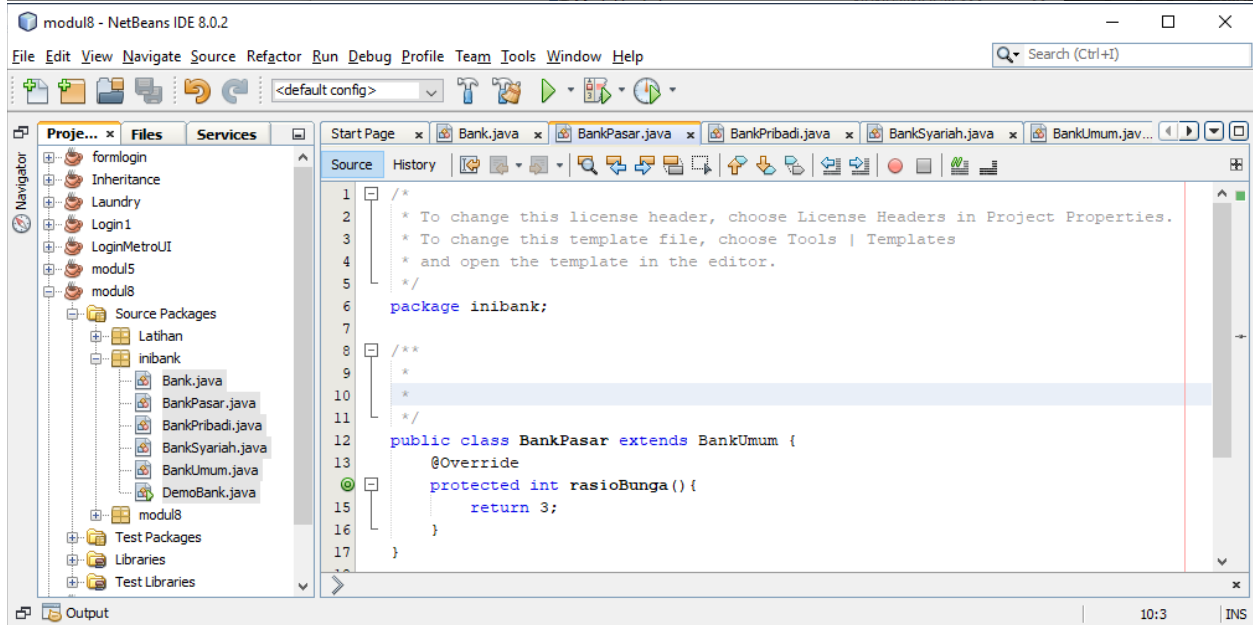 modul8 - NetBeans IDE 8.0.2
File Edit View Navigate Source Refactor Run Debug Profile Team Tools Window Help
Search (Ctrl+I)
<default config>
Proje... Files Services
Start Page Bank.java BankPasar.java BankPribadi.java BankSyariah.java BankUmum.jav...
Navigator
formlogin
Inheritance
Laundry
Login1
LoginMetroUI
modul5
modul8
Source Packages
Latihan
inibank
Bank.java
BankPasar.java
BankPribadi.java
BankSyariah.java
BankUmum.java
DemoBank.java
modul8
Test Packages
Libraries
Test Libraries
Source History
1 /*
2 * To change this license header, choose License Headers in Project Properties.
3 * To change this template file, choose Tools | Templates
4 * and open the template in the editor.
5 */
6 package inibank;
7
8 /**
9 *
10 *
11 */
12 public class BankPasar extends BankUmum {
13 @Override
protected int rasioBunga(){
15 return 3;
16 }
17 }
Output
10:3 INS